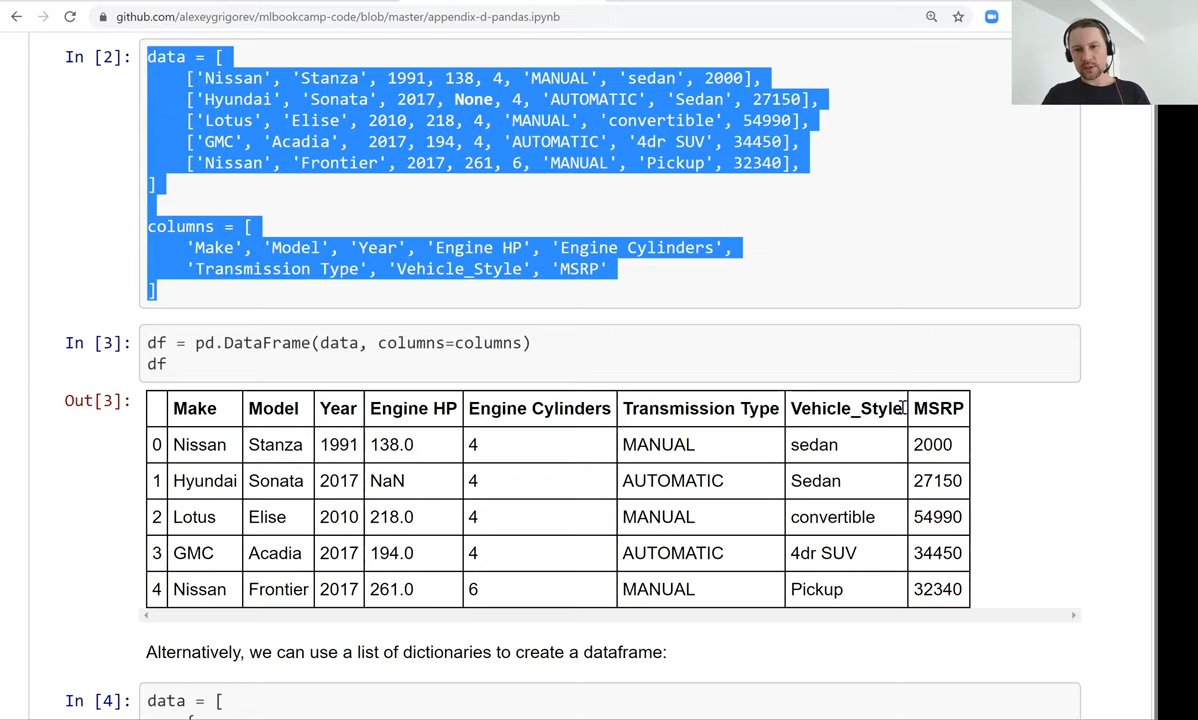 github.com/alexeygrigorev/mlbookcamp-code/blob/master/appendix-d-pandas.ipynb
In [2]: data = [
['Nissan', 'Stanza', 1991, 138, 4, 'MANUAL', 'sedan', 2000],
['Hyundai', 'Sonata', 2017, None, 4, 'AUTOMATIC', 'Sedan', 27150],
['Lotus', 'Elise', 2010, 218, 4, 'MANUAL', 'convertible', 54990],
['GMC', 'Acadia',  2017, 194, 4, 'AUTOMATIC', '4dr SUV', 34450],
['Nissan', 'Frontier', 2017, 261, 6, 'MANUAL', 'Pickup', 32340],
]
columns = [
'Make', 'Model', 'Year', 'Engine HP', 'Engine Cylinders',
'Transmission Type', 'Vehicle_Style', 'MSRP'
]
In [3]: df = pd.DataFrame(data, columns=columns)
df
Out[3]:
Make Model Year Engine HP Engine Cylinders Transmission Type Vehicle_Style MSRP
0 Nissan Stanza 1991 138.0 4 MANUAL sedan 2000
1 Hyundai Sonata 2017 NaN 4 AUTOMATIC Sedan 27150
2 Lotus Elise 2010 218.0 4 MANUAL convertible 54990
3 GMC Acadia 2017 194.0 4 AUTOMATIC 4dr SUV 34450
4 Nissan Frontier 2017 261.0 6 MANUAL Pickup 32340
Alternatively, we can use a list of dictionaries to create a dataframe:
In [4]: data = [